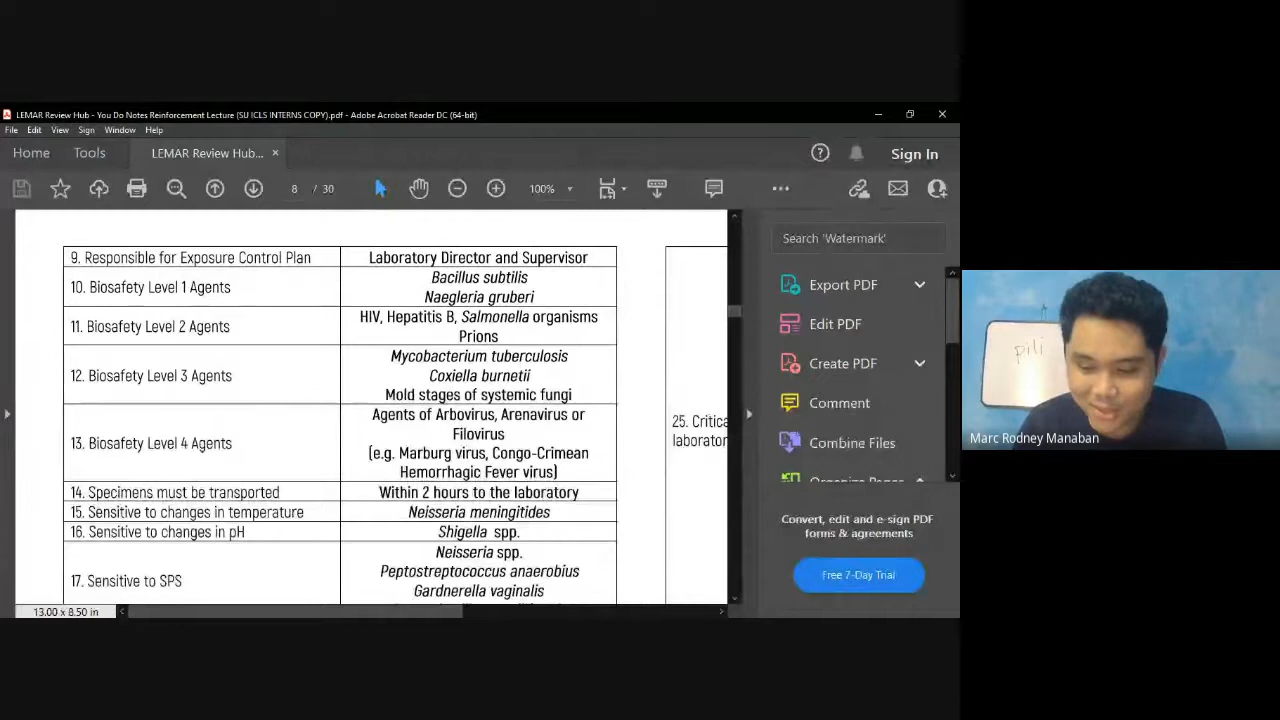 LEMAR Review Hub - You Do Notes Reinforcement Lecture (SU ICLS INTERNS COPY).pdf - Adobe Acrobat Reader DC (64-bit)
File Edit View Sign Window Help
Home Tools LEMAR Review Hub... × Sign In
8 / 30 100%
9. Responsible for Exposure Control Plan Laboratory Director and Supervisor
10. Biosafety Level 1 Agents Bacillus subtilis
Naegleria gruberi
11. Biosafety Level 2 Agents HIV, Hepatitis B, Salmonella organisms
Prions
12. Biosafety Level 3 Agents Mycobacterium tuberculosis
Coxiella burnetii
Mold stages of systemic fungi
13. Biosafety Level 4 Agents Agents of Arbovirus, Arenavirus or
Filovirus
(e.g. Marburg virus, Congo-Crimean
Hemorrhagic Fever virus)
14. Specimens must be transported Within 2 hours to the laboratory
15. Sensitive to changes in temperature Neisseria meningitides
16. Sensitive to changes in pH Shigella spp.
17. Sensitive to SPS Neisseria spp.
Peptostreptococcus anaerobius
Gardnerella vaginalis
25. Critica
laborator
13.00 x 8.50 in
Search 'Watermark'
Export PDF
Edit PDF
Create PDF
Comment
Combine Files
Organize Pages
Convert, edit and e-sign PDF
forms & agreements
Free 7-Day Trial
pili
Marc Rodney Manaban